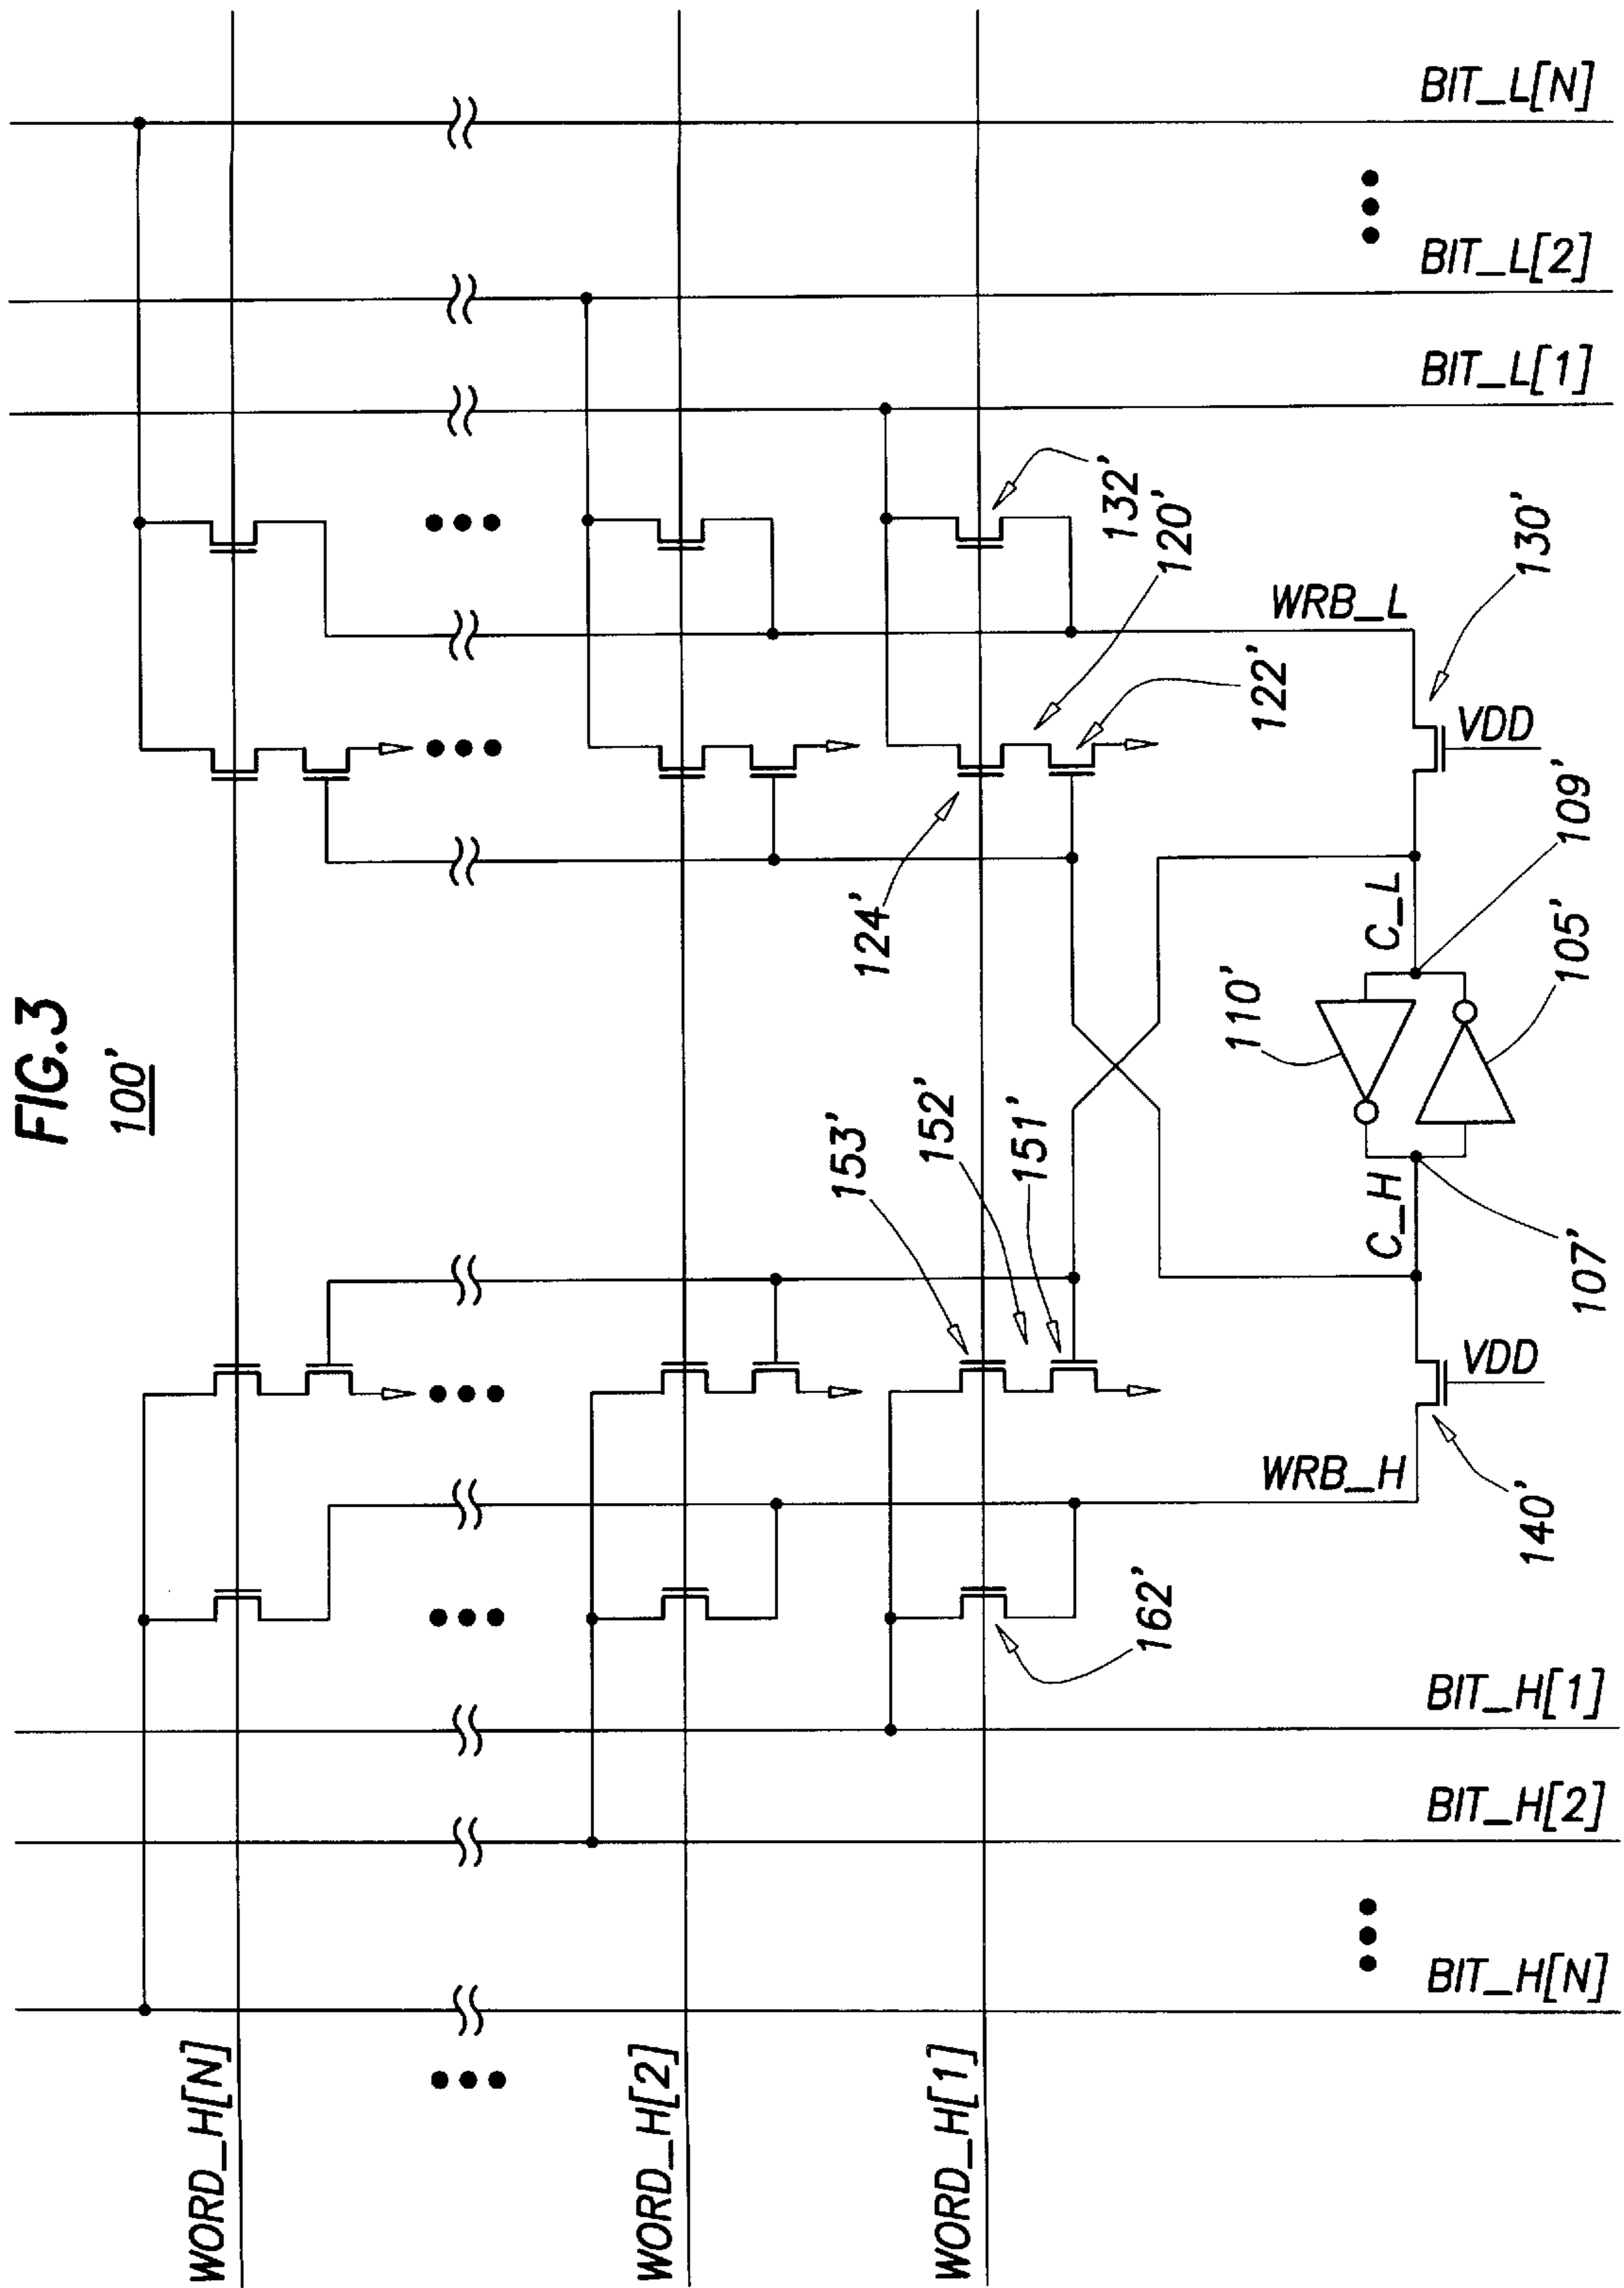 FIG.3
100'
WORD_H[N]
WORD_H[2]
WORD_H[1]
BIT_H[N]
BIT_H[2]
BIT_H[1]
BIT_L[1]
BIT_L[2]
BIT_L[N]
162'
153'
152'
151'
124'
122'
132'
120'
WRB_H
WRB_L
140'
VDD
C_H
107'
110'
105'
C_L
109'
VDD
130'